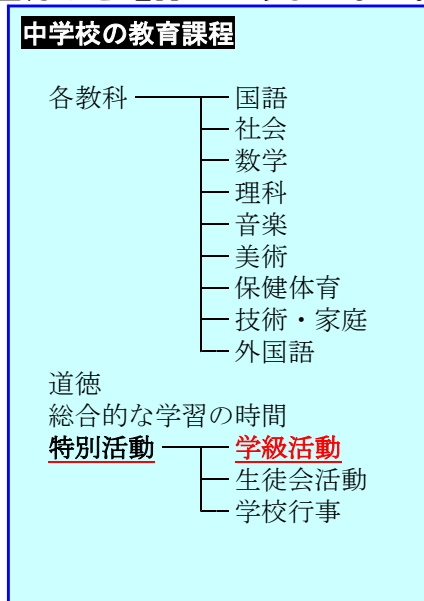 中学校の教育課程
各教科 国語
社会
数学
理科
音楽
美術
保健体育
技術・家庭
外国語
道徳
総合的な学習の時間
特別活動 学級活動
生徒会活動
学校行事